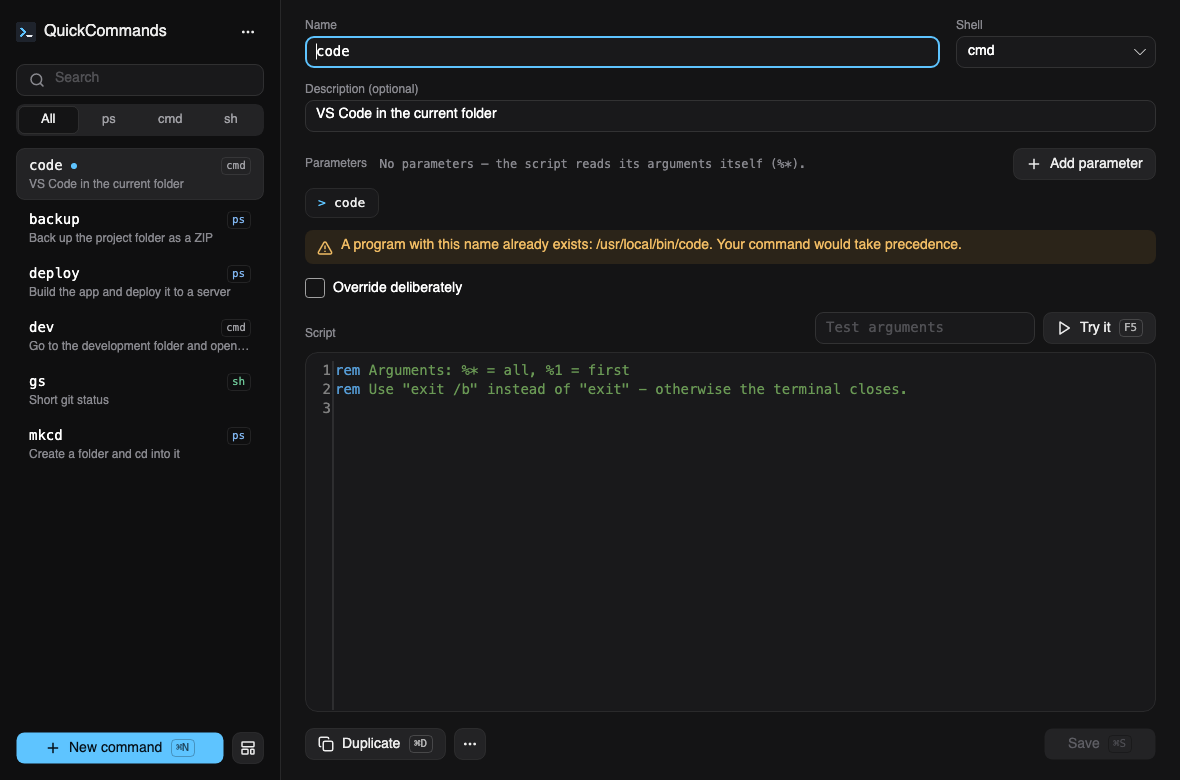 QuickCommands
Search
All
ps
cmd
sh
code
cmd
VS Code in the current folder
backup
ps
Back up the project folder as a ZIP
deploy
ps
Build the app and deploy it to a server
dev
cmd
Go to the development folder and open…
gs
sh
Short git status
mkcd
ps
Create a folder and cd into it
New command
⌘N
Name
Shell
code
cmd
Description (optional)
VS Code in the current folder
Parameters
No parameters – the script reads its arguments itself (%*).
Add parameter
> code
A program with this name already exists: /usr/local/bin/code. Your command would take precedence.
Override deliberately
Script
Test arguments
Try it
F5
1 rem Arguments: %* = all, %1 = first
2 rem Use "exit /b" instead of "exit" – otherwise the terminal closes.
3
Duplicate
⌘D
Save
⌘S